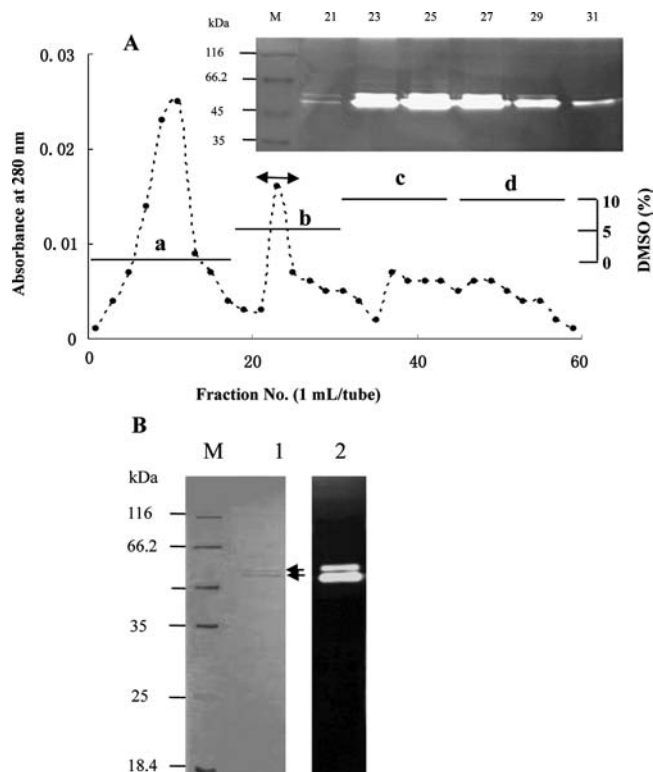 A
kDa M 21 23 25 27 29 31
116
66.2
45
35
0.03
0.02
0.01
0
Absorbance at 280 nm
a
b
c
d
10
5
0
DMSO (%)
0 20 40 60
Fraction No. (1 mL/tube)
B
M 1 2
kDa
116
66.2
35
25
18.4